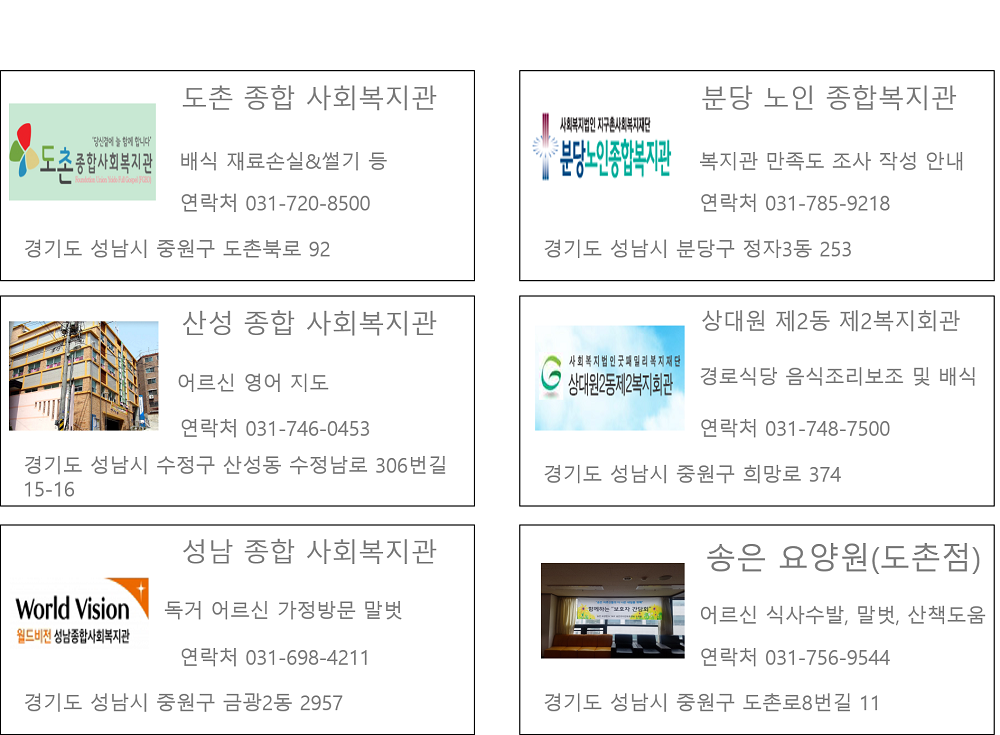 도촌 종합 사회복지관
"당신곁에 늘 함께 합니다"
도촌종합사회복지관
배식 재료손실&썰기 등
연락처 031-720-8500
경기도 성남시 중원구 도촌북로 92
분당 노인 종합복지관
사회복지법인 지구촌사회복지재단
분당노인종합복지관
복지관 만족도 조사 작성 안내
연락처 031-785-9218
경기도 성남시 분당구 정자3동 253
산성 종합 사회복지관
어르신 영어 지도
연락처 031-746-0453
경기도 성남시 수정구 산성동 수정남로 306번길
15-16
상대원 제2동 제2복지회관
사회복지법인굿패밀리복지재단
상대원2동제2복지회관
경로식당 음식조리보조 및 배식
연락처 031-748-7500
경기도 성남시 중원구 희망로 374
성남 종합 사회복지관
World Vision
월드비전 성남종합사회복지관
독거 어르신 가정방문 말벗
연락처 031-698-4211
경기도 성남시 중원구 금광2동 2957
송은 요양원(도촌점)
함께하는 "보호자 간담회"
어르신 식사수발, 말벗, 산책도움
연락처 031-756-9544
경기도 성남시 중원구 도촌로8번길 11